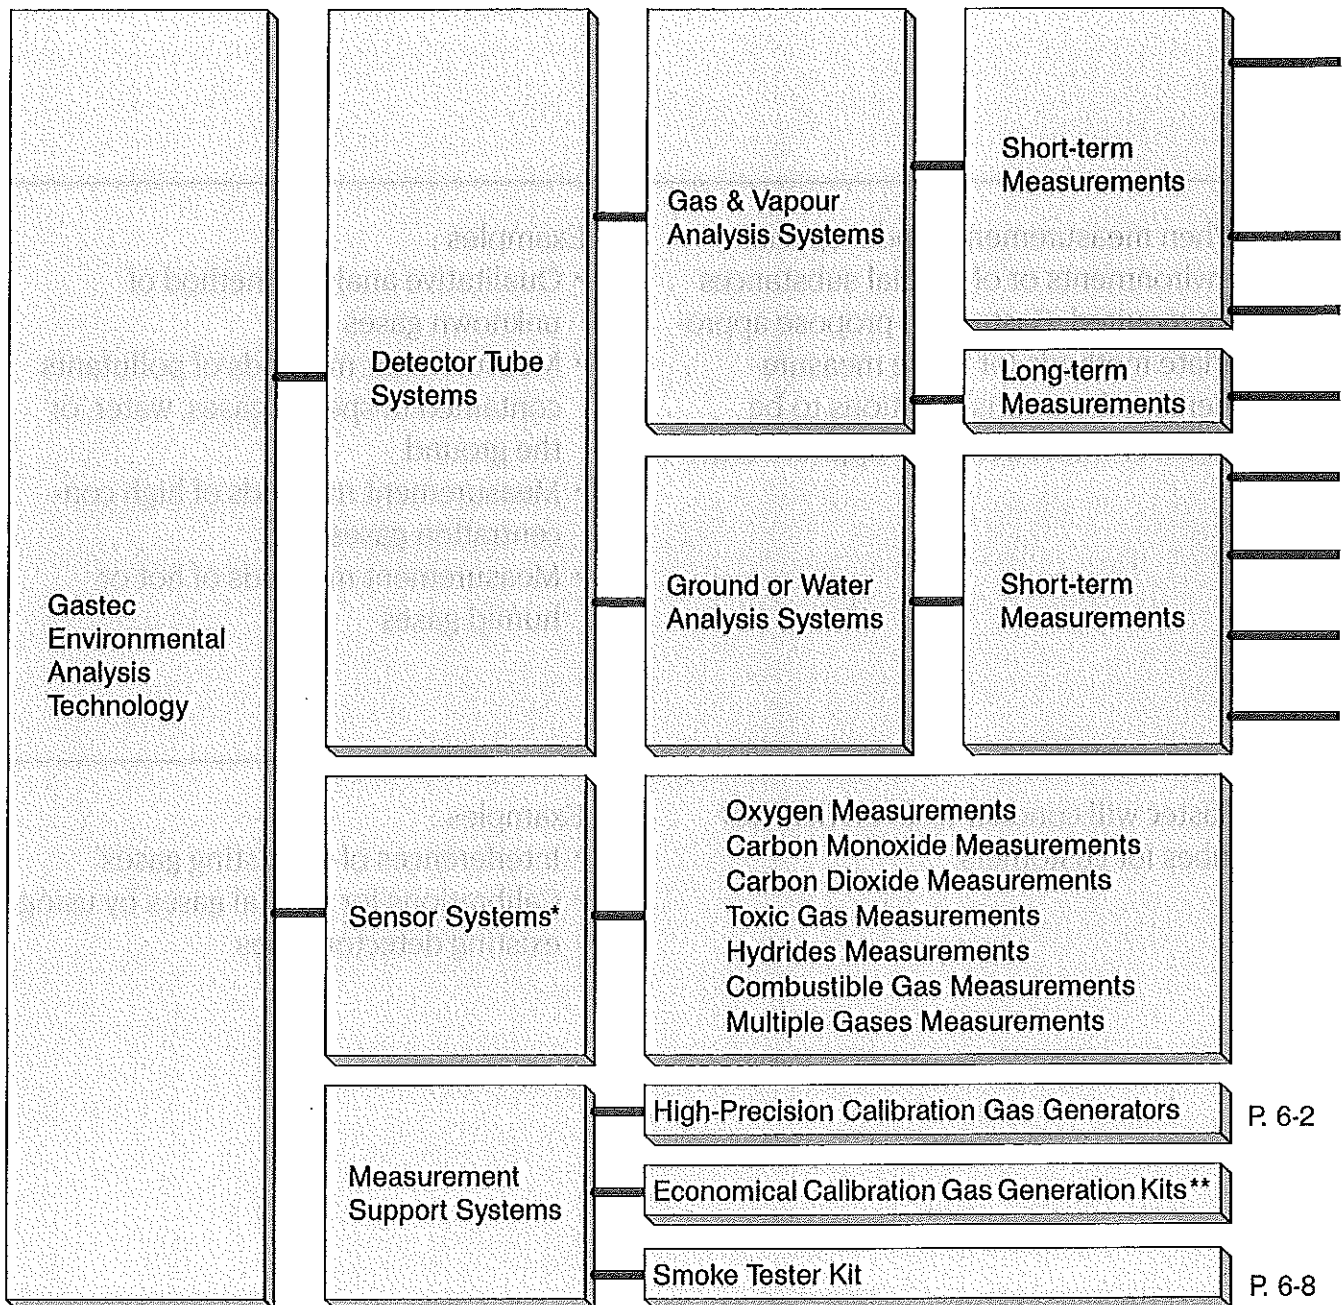 Gastec
Environmental
Analysis
Technology
Detector Tube
Systems
Gas & Vapour
Analysis Systems
Short-term
Measurements
Long-term
Measurements
Ground or Water
Analysis Systems
Short-term
Measurements
Sensor Systems*
Oxygen Measurements
Carbon Monoxide Measurements
Carbon Dioxide Measurements
Toxic Gas Measurements
Hydrides Measurements
Combustible Gas Measurements
Multiple Gases Measurements
Measurement
Support Systems
High-Precision Calibration Gas Generators
P. 6-2
Economical Calibration Gas Generation Kits**
Smoke Tester Kit
P. 6-8